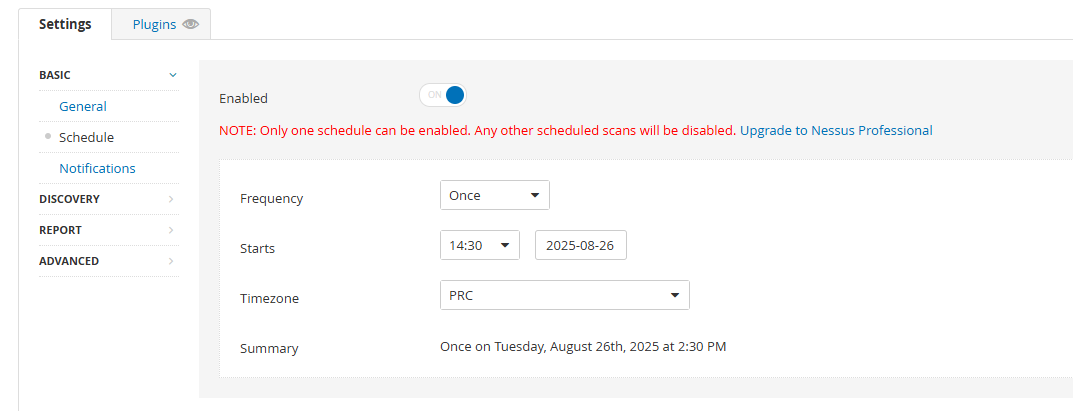 Settings
Plugins
BASIC
General
Schedule
Notifications
DISCOVERY
REPORT
ADVANCED
Enabled
ON
NOTE: Only one schedule can be enabled. Any other scheduled scans will be disabled. Upgrade to Nessus Professional
Frequency
Once
Starts
14:30
2025-08-26
Timezone
PRC
Summary
Once on Tuesday, August 26th, 2025 at 2:30 PM